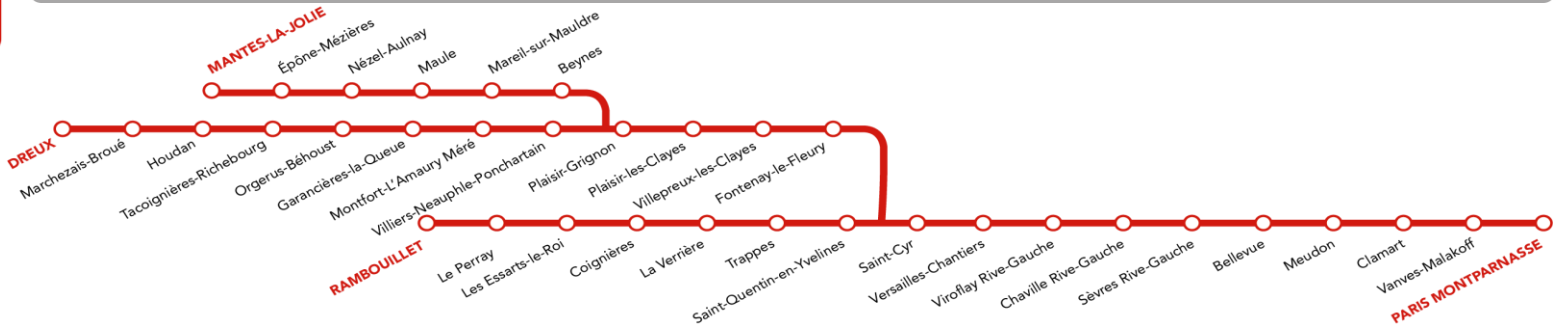 MANTES-LA-JOLIE
Épône-Mézières
Nézel-Aulnay
Maule
Mareil-sur-Mauldre
Beynes
DREUX
Marchezais-Broué
Houdan
Tacoignières-Richebourg
Orgerus-Béhoust
Garancières-la-Queue
Montfort-L'Amaury Méré
Villiers-Neauphle-Ponchartain
Plaisir-Grignon
Plaisir-les-Clayes
Villepreux-les-Clayes
Fontenay-le-Fleury
RAMBOUILLET
Le Perray
Les Essarts-le-Roi
Coignières
La Verrière
Trappes
Saint-Quentin-en-Yvelines
Saint-Cyr
Versailles-Chantiers
Viroflay Rive-Gauche
Chaville Rive-Gauche
Sèvres Rive-Gauche
Bellevue
Meudon
Clamart
Vanves-Malakoff
PARIS MONTPARNASSE